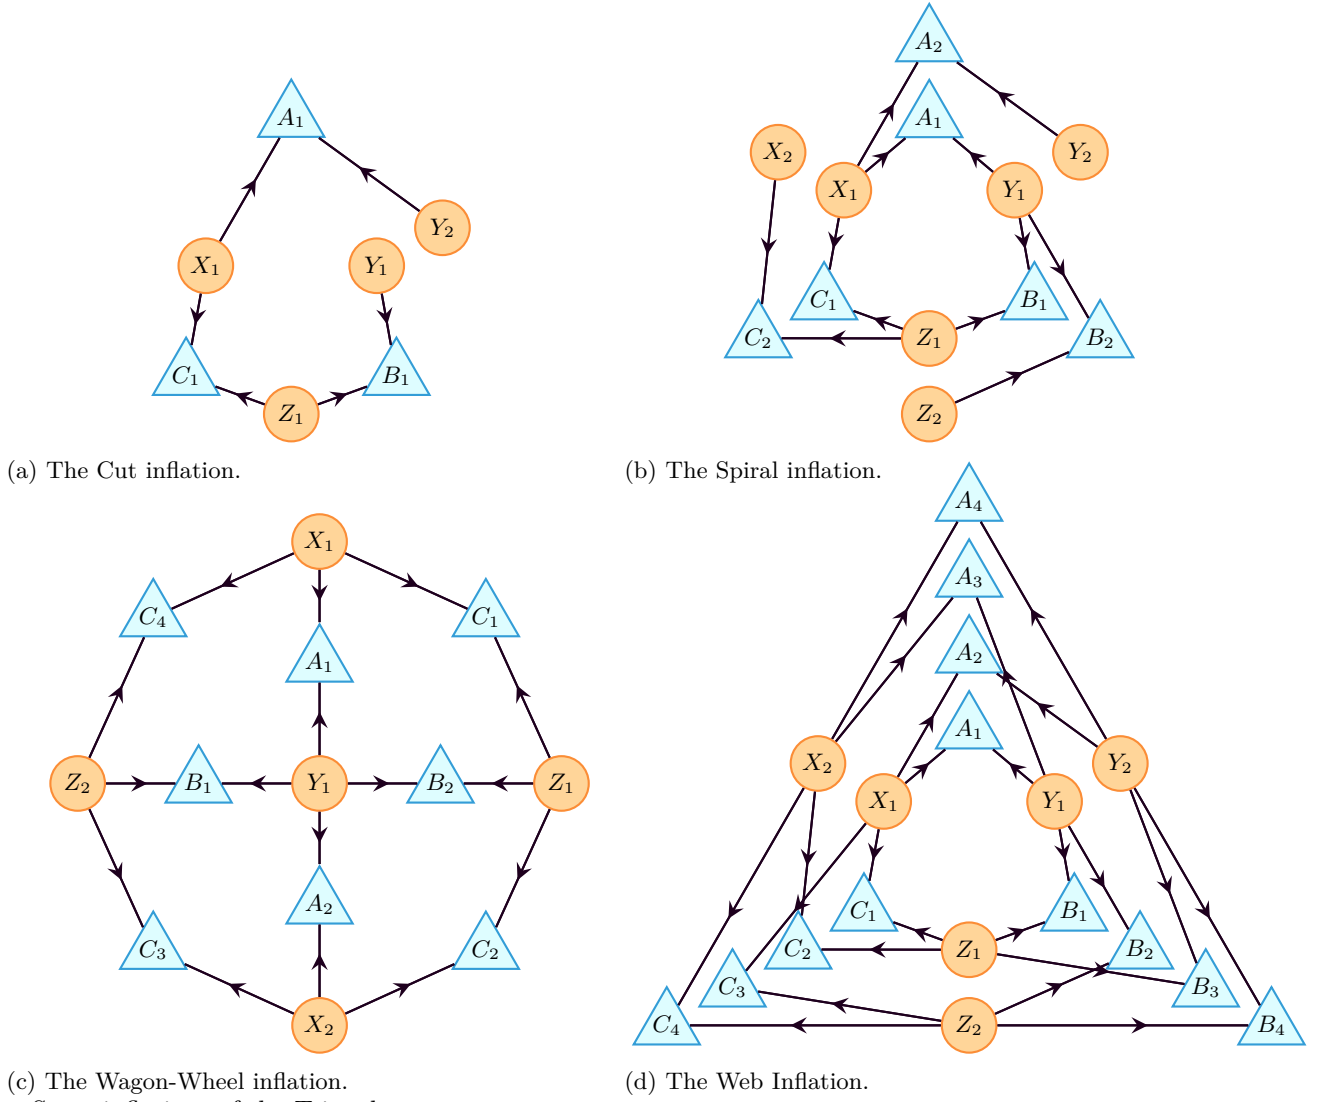 A₁
X₁
Y₂
Y₁
C₁
B₁
Z₁
(a) The Cut inflation.
A₂
A₁
X₂
Y₂
X₁
Y₁
C₁
B₁
C₂
Z₁
B₂
Z₂
(b) The Spiral inflation.
X₁
C₄
C₁
A₁
Z₂
B₁
Y₁
B₂
Z₁
A₂
C₃
C₂
X₂
(c) The Wagon-Wheel inflation.
A₄
A₃
A₂
A₁
X₂
Y₂
X₁
Y₁
C₁
B₁
C₂
Z₁
B₂
C₃
B₃
C₄
Z₂
B₄
(d) The Web Inflation.